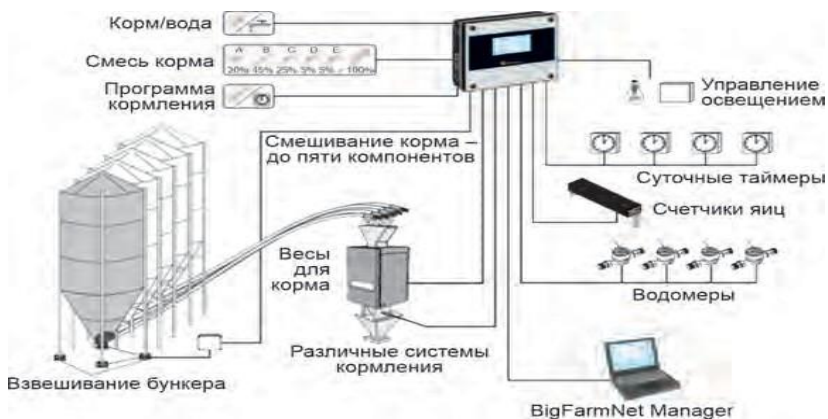 Корм/вода
Смесь корма
A B C D E
20% 45% 25% 5% 5% 100%
Программа
кормления
Управление
освещением
Смешивание корма –
до пяти компонентов
Суточные таймеры
Счетчики яиц
Весы
для
корма
Водомеры
Различные системы
кормления
Взвешивание бункера
BigFarmNet Manager